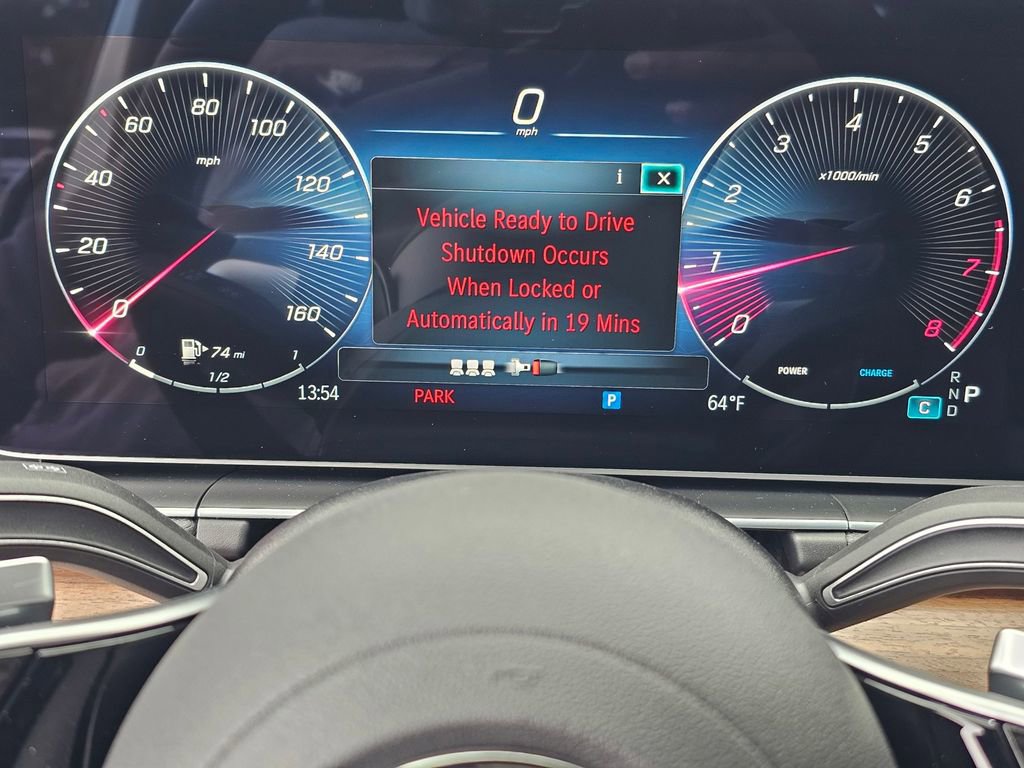 0
mph
20
40
60
80
100
120
140
160
0
mph
74 mi
0
1/2
1
13:54
i X
Vehicle Ready to Drive
Shutdown Occurs
When Locked or
Automatically in 19 Mins
PARK
P
64°F
0
1
2
3
4
5
6
7
8
x1000/min
POWER
CHARGE
C
R
N P
D